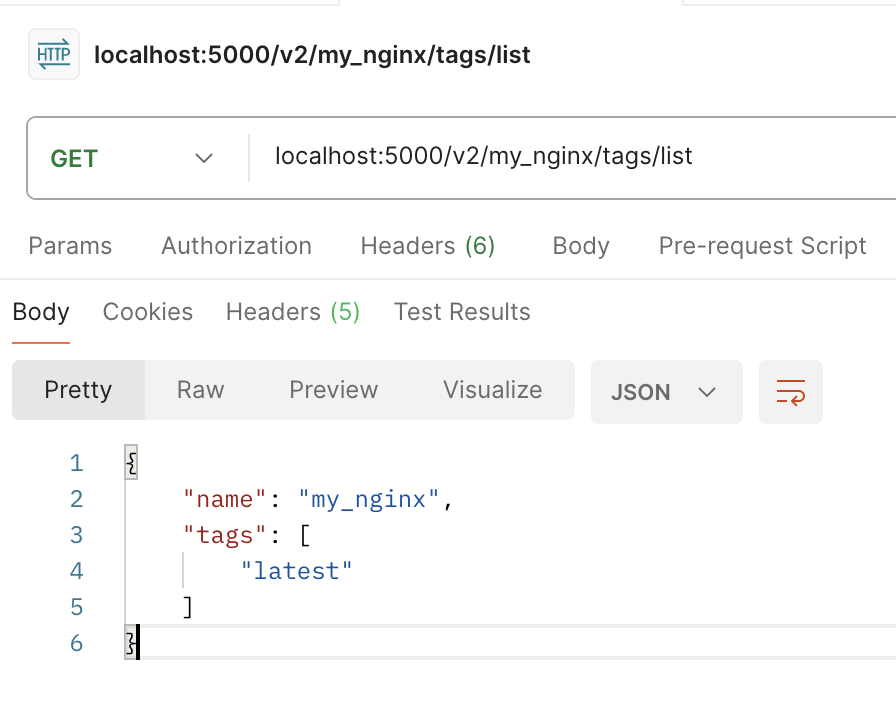 HTTP localhost:5000/v2/my_nginx/tags/list
GET localhost:5000/v2/my_nginx/tags/list
Params Authorization Headers (6) Body Pre-request Script
Body Cookies Headers (5) Test Results
Pretty Raw Preview Visualize JSON
1 {
2 "name": "my_nginx",
3 "tags": [
4 "latest"
5 ]
6 }